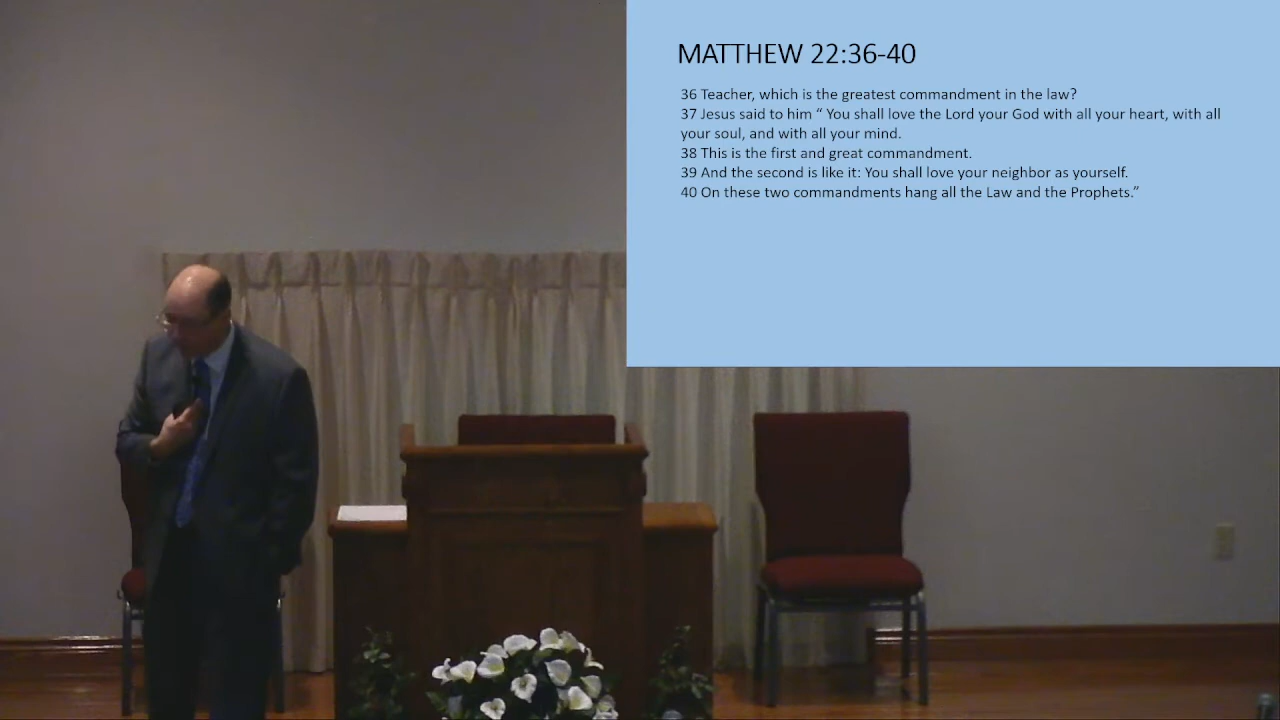 MATTHEW 22:36-40
36 Teacher, which is the greatest commandment in the law?
37 Jesus said to him “ You shall love the Lord your God with all your heart, with all
your soul, and with all your mind.
38 This is the first and great commandment.
39 And the second is like it: You shall love your neighbor as yourself.
40 On these two commandments hang all the Law and the Prophets.”